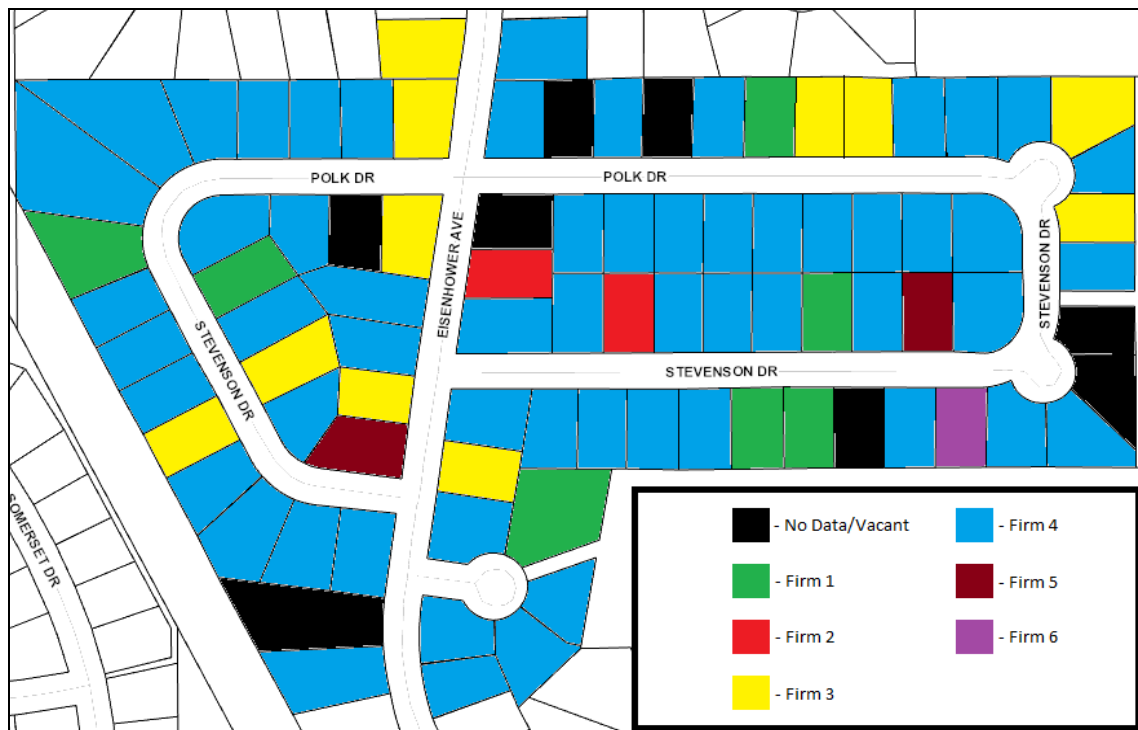 POLK DR
POLK DR
EISENHOWER AVE
STEVENSON DR
STEVENSON DR
STEVENSON DR
SOMERSET DR
- No Data/Vacant
- Firm 4
- Firm 1
- Firm 5
- Firm 2
- Firm 6
- Firm 3